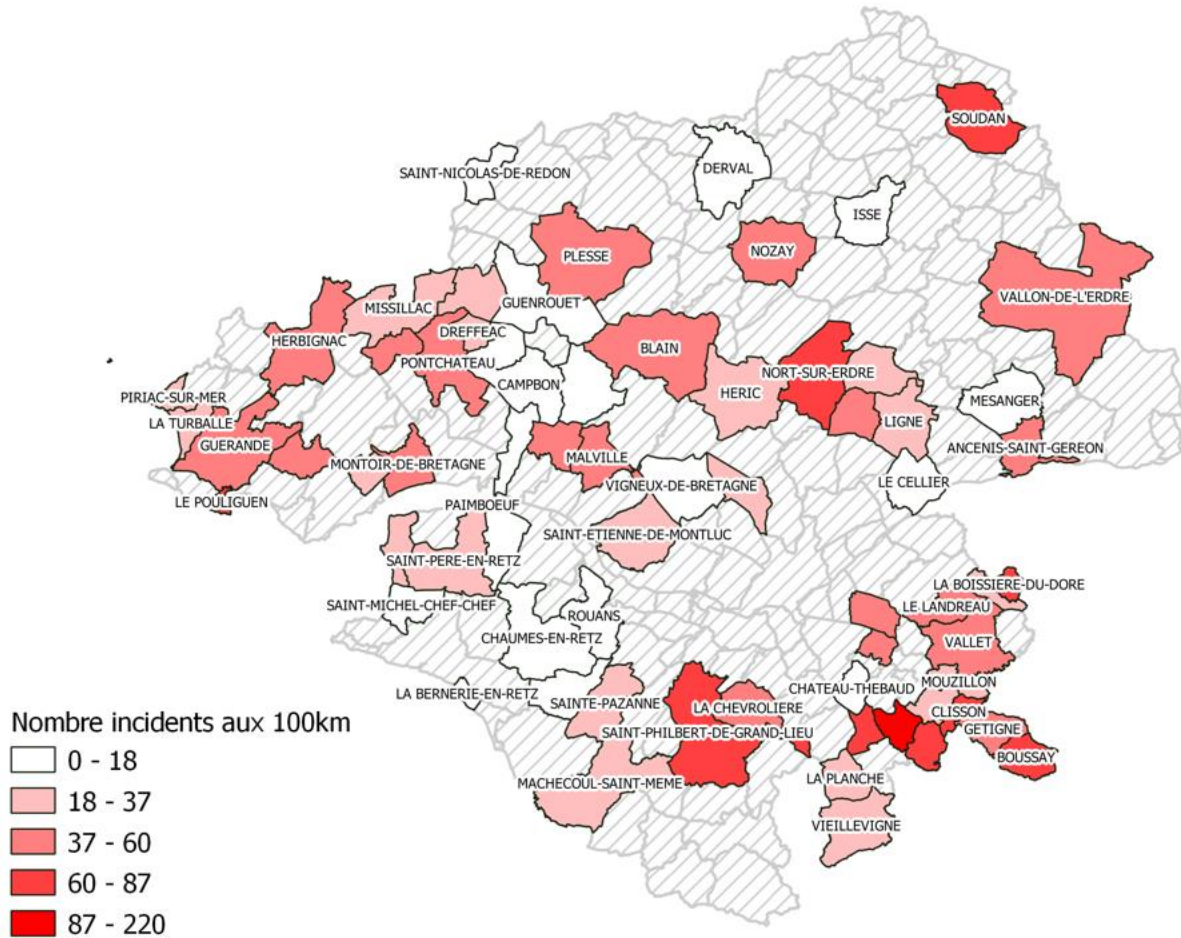 SOUDAN
SAINT-NICOLAS-DE-REDON
DERVAL
ISSE
PLESSE
NOZAY
VALLON-DE-L'ERDRE
GUENROUET
MISSILLAC
DREFFEAC
HERBIGNAC
BLAIN
PONTCHATEAU
NORT-SUR-ERDRE
CAMPBON
HERIC
PIRIAC-SUR-MER
MESANGER
LA TURBALLE
LIGNE
GUERANDE
ANCENIS-SAINT-GEREON
MALVILLE
MONTOIR-DE-BRETAGNE
LE CELLIER
VIGNEUX-DE-BRETAGNE
LE POULIGUEN
PAIMBOEUF
SAINT-ETIENNE-DE-MONTLUC
SAINT-PERE-EN-RETZ
LA BOISSIERE-DU-DORE
SAINT-MICHEL-CHEF-CHEF
LE LANDREAU
ROUANS
CHAUMES-EN-RETZ
VALLET
MOUZILLON
LA BERNERIE-EN-RETZ
CHATEAU-THEBAUD
SAINTE-PAZANNE
LA CHEVROLIERE
CLISSON
SAINT-PHILBERT-DE-GRAND-LIEU
GETIGNE
BOUSSAY
LA PLANCHE
MACHECOUL-SAINT-MEME
VIEILLEVIGNE
Nombre incidents aux 100km
0 - 18
18 - 37
37 - 60
60 - 87
87 - 220